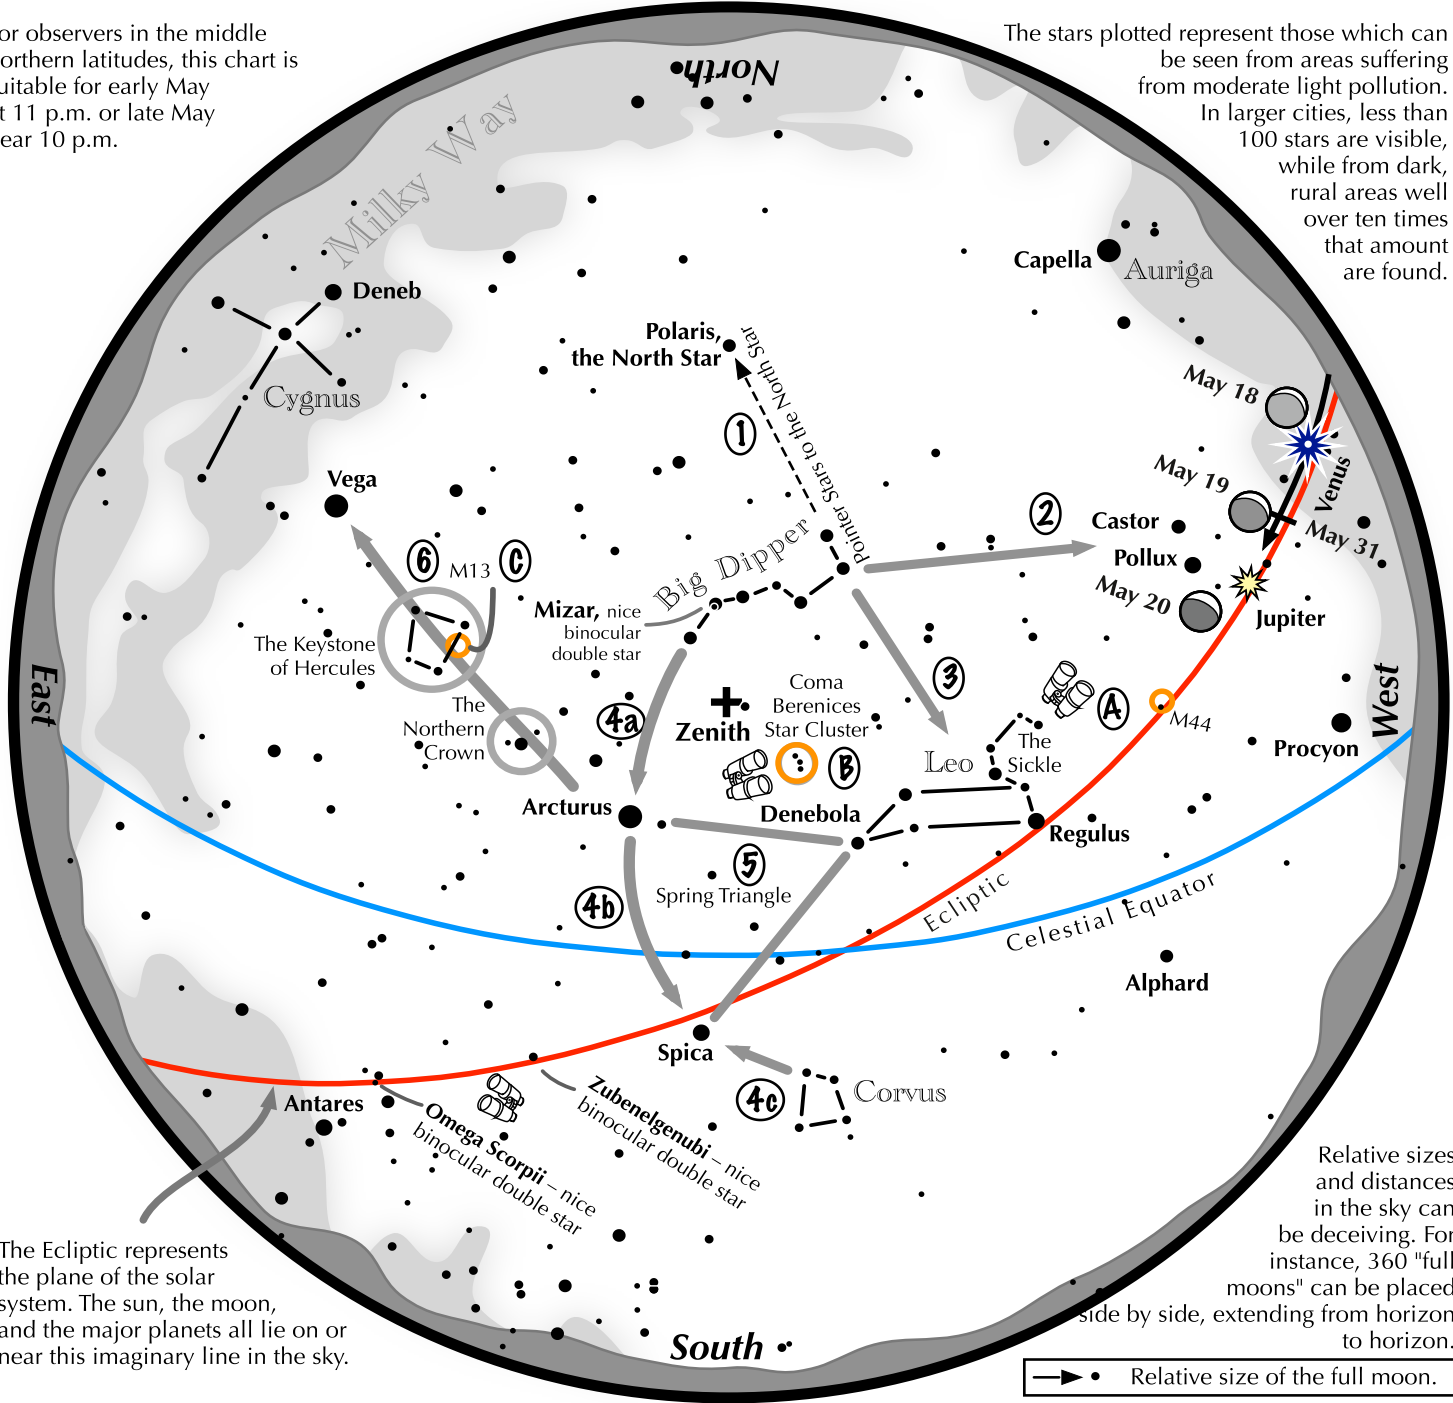 or observers in the middle
orthern latitudes, this chart is
uitable for early May
t 11 p.m. or late May
ear 10 p.m.
The stars plotted represent those which can
be seen from areas suffering
from moderate light pollution.
In larger cities, less than
100 stars are visible,
while from dark,
rural areas well
over ten times
that amount
are found.
North
Milky Way
Capella
Auriga
Deneb
Cygnus
Polaris,
the North Star
1
Pointer Stars to the North Star
May 18
Venus
May 19
May 31
Vega
2
Castor
Pollux
May 20
Jupiter
Big Dipper
6
M13
C
Mizar, nice
binocular
double star
The Keystone
of Hercules
East
West
The
Northern
Crown
4a
Zenith
Coma
Berenices
Star Cluster
B
3
A
M44
Leo
The
Sickle
Procyon
Arcturus
Denebola
Regulus
5
Spring Triangle
4b
Ecliptic
Celestial Equator
Alphard
Spica
4c
Corvus
Antares
Omega Scorpii – nice
binocular double star
Zubenelgenubi – nice
binocular double star
The Ecliptic represents
the plane of the solar
system. The sun, the moon,
and the major planets all lie on or
near this imaginary line in the sky.
South
Relative sizes
and distances
in the sky can
be deceiving. For
instance, 360 "full
moons" can be placed
side by side, extending from horizon
to horizon.
Relative size of the full moon.